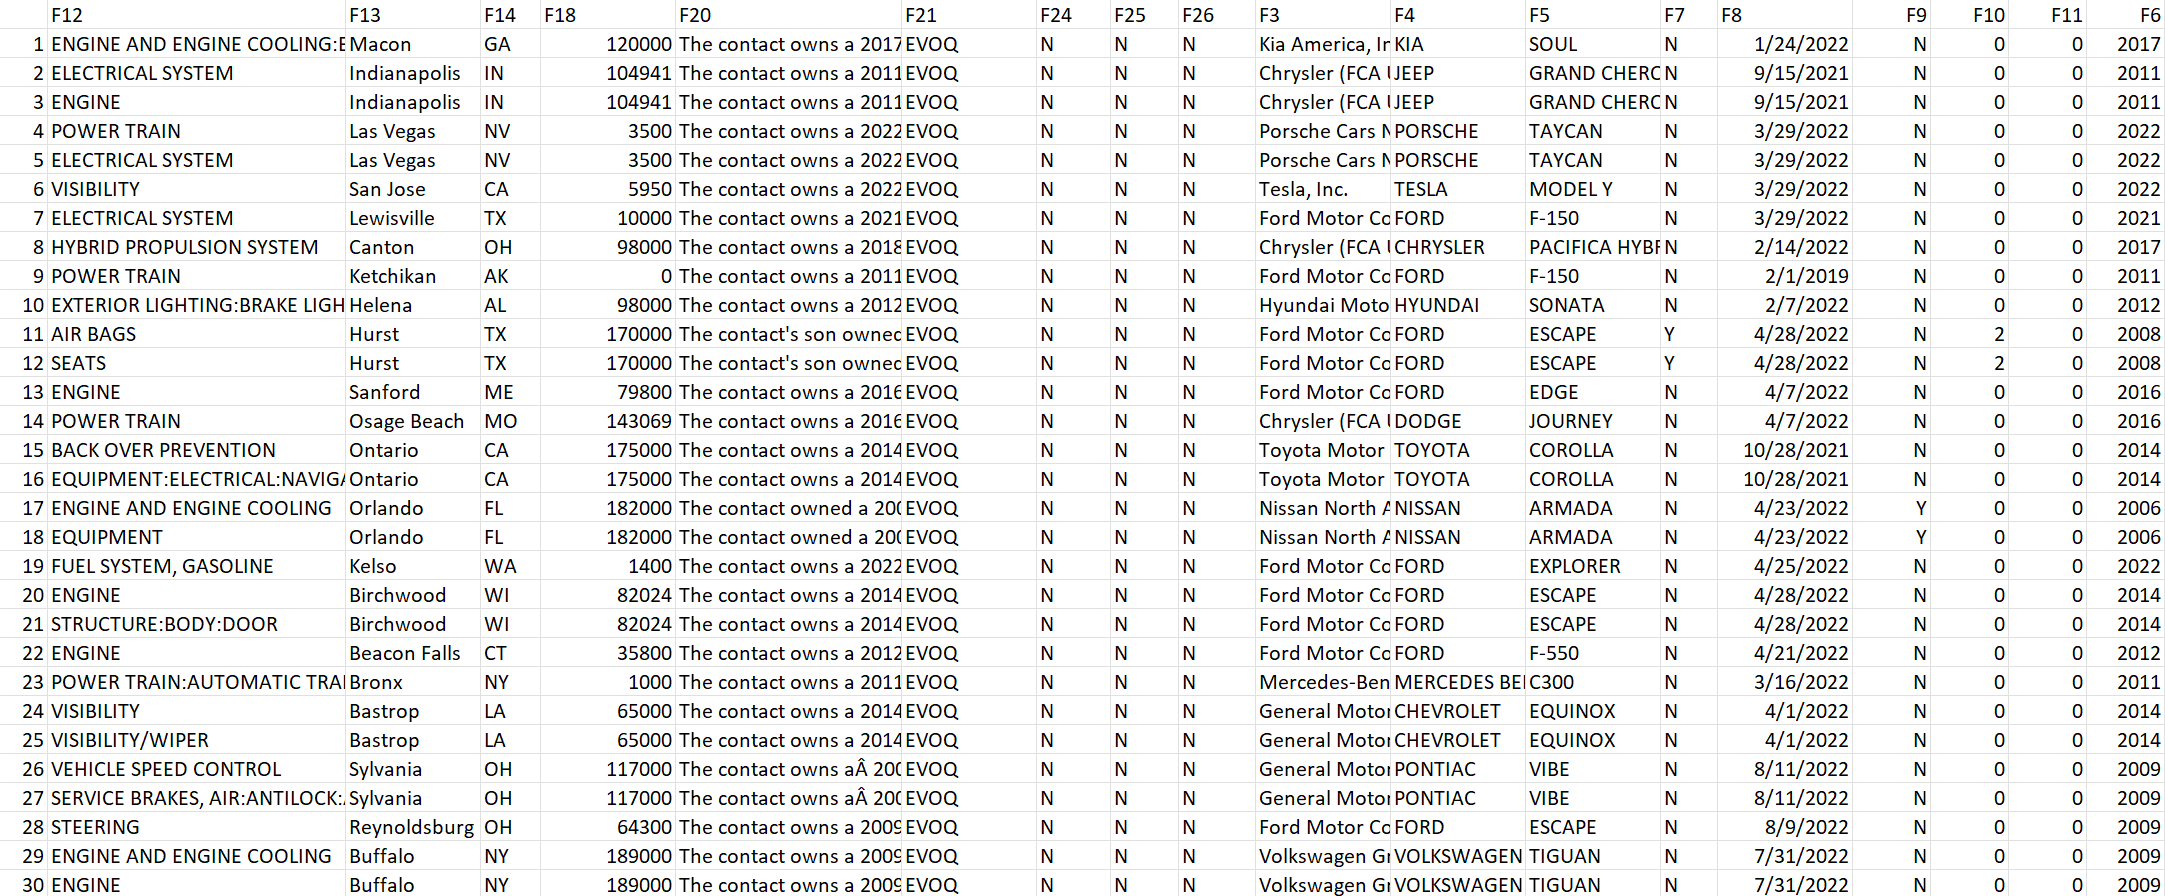 F12 F13 F14 F18 F20 F21 F24 F25 F26 F3 F4 F5 F7 F8 F9 F10 F11 F6
1 ENGINE AND ENGINE COOLING:E Macon GA 120000 The contact owns a 2017 EVOQ N N N Kia America, In KIA SOUL N 1/24/2022 N 0 0 2017
2 ELECTRICAL SYSTEM Indianapolis IN 104941 The contact owns a 2011 EVOQ N N N Chrysler (FCA U JEEP GRAND CHERO N 9/15/2021 N 0 0 2011
3 ENGINE Indianapolis IN 104941 The contact owns a 2011 EVOQ N N N Chrysler (FCA U JEEP GRAND CHERO N 9/15/2021 N 0 0 2011
4 POWER TRAIN Las Vegas NV 3500 The contact owns a 2022 EVOQ N N N Porsche Cars N PORSCHE TAYCAN N 3/29/2022 N 0 0 2022
5 ELECTRICAL SYSTEM Las Vegas NV 3500 The contact owns a 2022 EVOQ N N N Porsche Cars N PORSCHE TAYCAN N 3/29/2022 N 0 0 2022
6 VISIBILITY San Jose CA 5950 The contact owns a 2022 EVOQ N N N Tesla, Inc. TESLA MODEL Y N 3/29/2022 N 0 0 2022
7 ELECTRICAL SYSTEM Lewisville TX 10000 The contact owns a 2021 EVOQ N N N Ford Motor Co FORD F-150 N 3/29/2022 N 0 0 2021
8 HYBRID PROPULSION SYSTEM Canton OH 98000 The contact owns a 2018 EVOQ N N N Chrysler (FCA U CHRYSLER PACIFICA HYBR N 2/14/2022 N 0 0 2017
9 POWER TRAIN Ketchikan AK 0 The contact owns a 2011 EVOQ N N N Ford Motor Co FORD F-150 N 2/1/2019 N 0 0 2011
10 EXTERIOR LIGHTING:BRAKE LIGH Helena AL 98000 The contact owns a 2012 EVOQ N N N Hyundai Moto HYUNDAI SONATA N 2/7/2022 N 0 0 2012
11 AIR BAGS Hurst TX 170000 The contact's son owned EVOQ N N N Ford Motor Co FORD ESCAPE Y 4/28/2022 N 2 0 2008
12 SEATS Hurst TX 170000 The contact's son owned EVOQ N N N Ford Motor Co FORD ESCAPE Y 4/28/2022 N 2 0 2008
13 ENGINE Sanford ME 79800 The contact owns a 2016 EVOQ N N N Ford Motor Co FORD EDGE N 4/7/2022 N 0 0 2016
14 POWER TRAIN Osage Beach MO 143069 The contact owns a 2016 EVOQ N N N Chrysler (FCA U DODGE JOURNEY N 4/7/2022 N 0 0 2016
15 BACK OVER PREVENTION Ontario CA 175000 The contact owns a 2014 EVOQ N N N Toyota Motor TOYOTA COROLLA N 10/28/2021 N 0 0 2014
16 EQUIPMENT:ELECTRICAL:NAVIGA Ontario CA 175000 The contact owns a 2014 EVOQ N N N Toyota Motor TOYOTA COROLLA N 10/28/2021 N 0 0 2014
17 ENGINE AND ENGINE COOLING Orlando FL 182000 The contact owned a 200 EVOQ N N N Nissan North A NISSAN ARMADA N 4/23/2022 Y 0 0 2006
18 EQUIPMENT Orlando FL 182000 The contact owned a 200 EVOQ N N N Nissan North A NISSAN ARMADA N 4/23/2022 Y 0 0 2006
19 FUEL SYSTEM, GASOLINE Kelso WA 1400 The contact owns a 2022 EVOQ N N N Ford Motor Co FORD EXPLORER N 4/25/2022 N 0 0 2022
20 ENGINE Birchwood WI 82024 The contact owns a 2014 EVOQ N N N Ford Motor Co FORD ESCAPE N 4/28/2022 N 0 0 2014
21 STRUCTURE:BODY:DOOR Birchwood WI 82024 The contact owns a 2014 EVOQ N N N Ford Motor Co FORD ESCAPE N 4/28/2022 N 0 0 2014
22 ENGINE Beacon Falls CT 35800 The contact owns a 2012 EVOQ N N N Ford Motor Co FORD F-550 N 4/21/2022 N 0 0 2012
23 POWER TRAIN:AUTOMATIC TRAN Bronx NY 1000 The contact owns a 2011 EVOQ N N N Mercedes-Ben MERCEDES BEN C300 N 3/16/2022 N 0 0 2011
24 VISIBILITY Bastrop LA 65000 The contact owns a 2014 EVOQ N N N General Motor CHEVROLET EQUINOX N 4/1/2022 N 0 0 2014
25 VISIBILITY/WIPER Bastrop LA 65000 The contact owns a 2014 EVOQ N N N General Motor CHEVROLET EQUINOX N 4/1/2022 N 0 0 2014
26 VEHICLE SPEED CONTROL Sylvania OH 117000 The contact owns aÂ 200 EVOQ N N N General Motor PONTIAC VIBE N 8/11/2022 N 0 0 2009
27 SERVICE BRAKES, AIR:ANTILOCK: Sylvania OH 117000 The contact owns aÂ 200 EVOQ N N N General Motor PONTIAC VIBE N 8/11/2022 N 0 0 2009
28 STEERING Reynoldsburg OH 64300 The contact owns a 2009 EVOQ N N N Ford Motor Co FORD ESCAPE N 8/9/2022 N 0 0 2009
29 ENGINE AND ENGINE COOLING Buffalo NY 189000 The contact owns a 2009 EVOQ N N N Volkswagen Gr VOLKSWAGEN TIGUAN N 7/31/2022 N 0 0 2009
30 ENGINE Buffalo NY 189000 The contact owns a 2009 EVOQ N N N Volkswagen Gr VOLKSWAGEN TIGUAN N 7/31/2022 N 0 0 2009